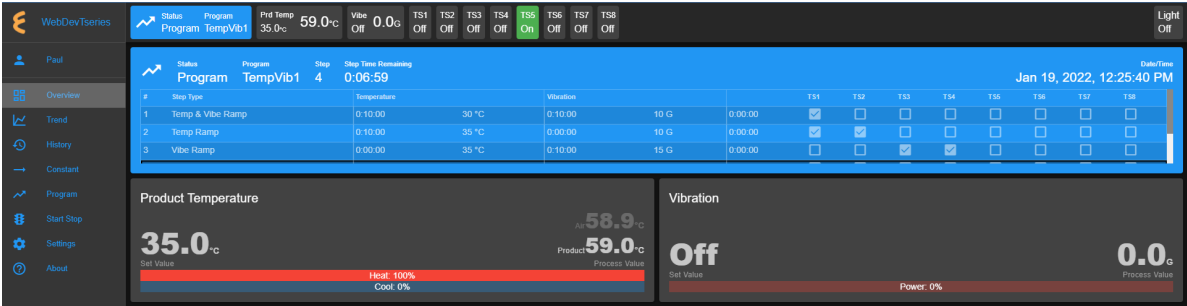 WebDevTseries
Paul
Overview
Trend
History
Constant
Program
Start Stop
Settings
About
Status Program
Program TempVib1
Prd Temp 59.0°C
35.0°C
Vibe 0.0G
Off
TS1 TS2 TS3 TS4 TS5 TS6 TS7 TS8
Off Off Off Off On Off Off Off
Light
Off
Status Program Step Step Time Remaining Date/Time
Program TempVib1 4 0:06:59 Jan 19, 2022, 12:25:40 PM
# Step Type Temperature Vibration TS1 TS2 TS3 TS4 TS5 TS6 TS7 TS8
1 Temp & Vibe Ramp 0:10:00 30 °C 0:10:00 10 G 0:00:00
2 Temp Ramp 0:10:00 35 °C 0:00:00 10 G 0:00:00
3 Vibe Ramp 0:00:00 35 °C 0:10:00 15 G 0:00:00
Product Temperature
Air 58.9°C
35.0°C Product 59.0°C
Set Value Process Value
Heat: 100%
Cool: 0%
Vibration
Off 0.0G
Set Value Process Value
Power: 0%